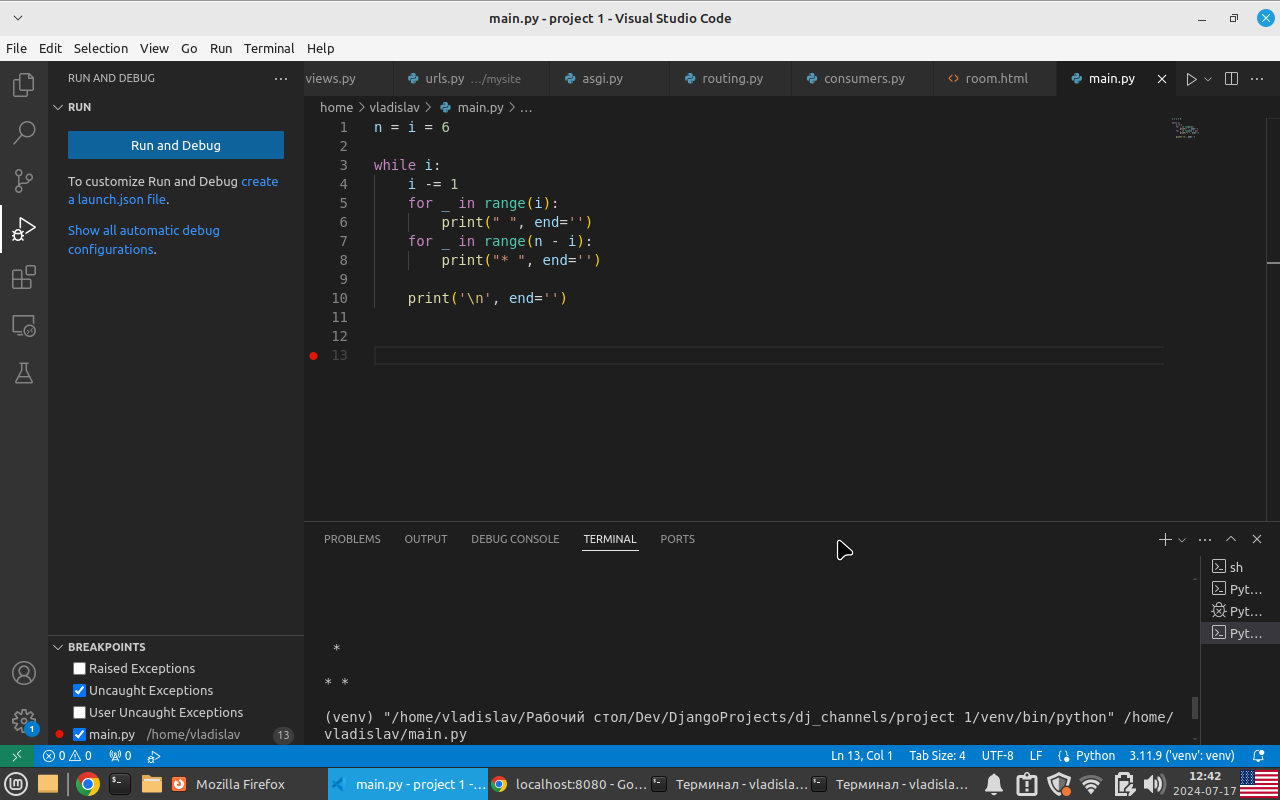 main.py - project 1 - Visual Studio Code
File Edit Selection View Go Run Terminal Help
RUN AND DEBUG
RUN
Run and Debug
To customize Run and Debug create
a launch.json file.
Show all automatic debug
configurations.
views.py
urls.py …/mysite
asgi.py
routing.py
consumers.py
room.html
main.py
home > vladislav > main.py > …
1 n = i = 6
2
3 while i:
4 i -= 1
5 for _ in range(i):
6 print(" ", end='')
7 for _ in range(n - i):
8 print("* ", end='')
9
10 print('\n', end='')
11
12
13
PROBLEMS OUTPUT DEBUG CONSOLE TERMINAL PORTS
*
* *
(venv) "/home/vladislav/Рабочий стол/Dev/DjangoProjects/dj_channels/project 1/venv/bin/python" /home/
vladislav/main.py
sh
Pyt…
Pyt…
Pyt…
BREAKPOINTS
Raised Exceptions
Uncaught Exceptions
User Uncaught Exceptions
main.py /home/vladislav 13
1
0 0 0
Ln 13, Col 1 Tab Size: 4 UTF-8 LF Python 3.11.9 ('venv': venv)
Mozilla Firefox
main.py - project 1 -…
localhost:8080 - Go…
Терминал - vladisla…
Терминал - vladisla…
12:42
2024-07-17